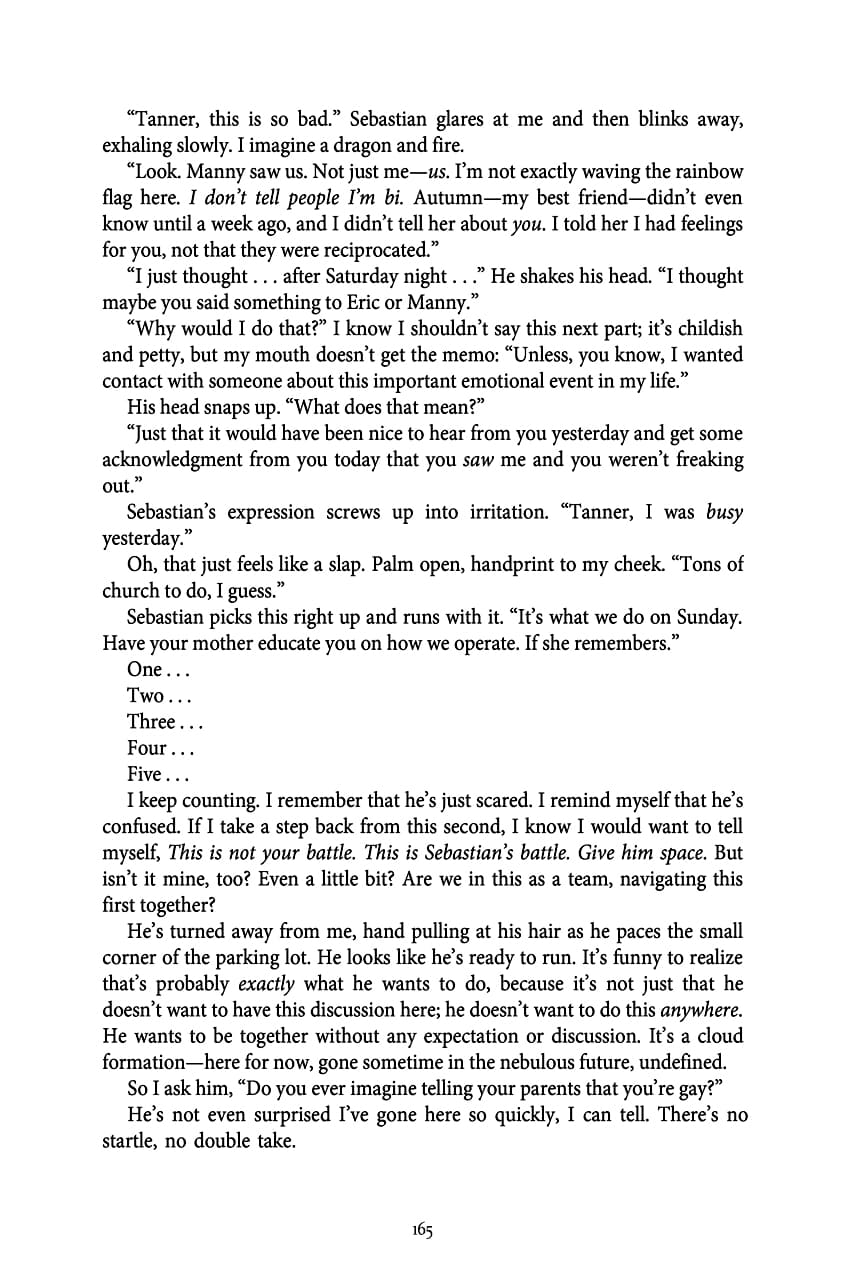 “Tanner, this is so bad.” Sebastian glares at me and then blinks away,
exhaling slowly. I imagine a dragon and fire.
“Look. Manny saw us. Not just me—us. I’m not exactly waving the rainbow
flag here. I don’t tell people I’m bi. Autumn—my best friend—didn’t even
know until a week ago, and I didn’t tell her about you. I told her I had feelings
for you, not that they were reciprocated.”
“I just thought . . . after Saturday night . . .” He shakes his head. “I thought
maybe you said something to Eric or Manny.”
“Why would I do that?” I know I shouldn’t say this next part; it’s childish
and petty, but my mouth doesn’t get the memo: “Unless, you know, I wanted
contact with someone about this important emotional event in my life.”
His head snaps up. “What does that mean?”
“Just that it would have been nice to hear from you yesterday and get some
acknowledgment from you today that you saw me and you weren’t freaking
out.”
Sebastian’s expression screws up into irritation. “Tanner, I was busy
yesterday.”
Oh, that just feels like a slap. Palm open, handprint to my cheek. “Tons of
church to do, I guess.”
Sebastian picks this right up and runs with it. “It’s what we do on Sunday.
Have your mother educate you on how we operate. If she remembers.”
One . . .
Two . . .
Three . . .
Four . . .
Five . . .
I keep counting. I remember that he’s just scared. I remind myself that he’s
confused. If I take a step back from this second, I know I would want to tell
myself, This is not your battle. This is Sebastian’s battle. Give him space. But
isn’t it mine, too? Even a little bit? Are we in this as a team, navigating this
first together?
He’s turned away from me, hand pulling at his hair as he paces the small
corner of the parking lot. He looks like he’s ready to run. It’s funny to realize
that’s probably exactly what he wants to do, because it’s not just that he
doesn’t want to have this discussion here; he doesn’t want to do this anywhere.
He wants to be together without any expectation or discussion. It’s a cloud
formation—here for now, gone sometime in the nebulous future, undefined.
So I ask him, “Do you ever imagine telling your parents that you’re gay?”
He’s not even surprised I’ve gone here so quickly, I can tell. There’s no
startle, no double take.
165